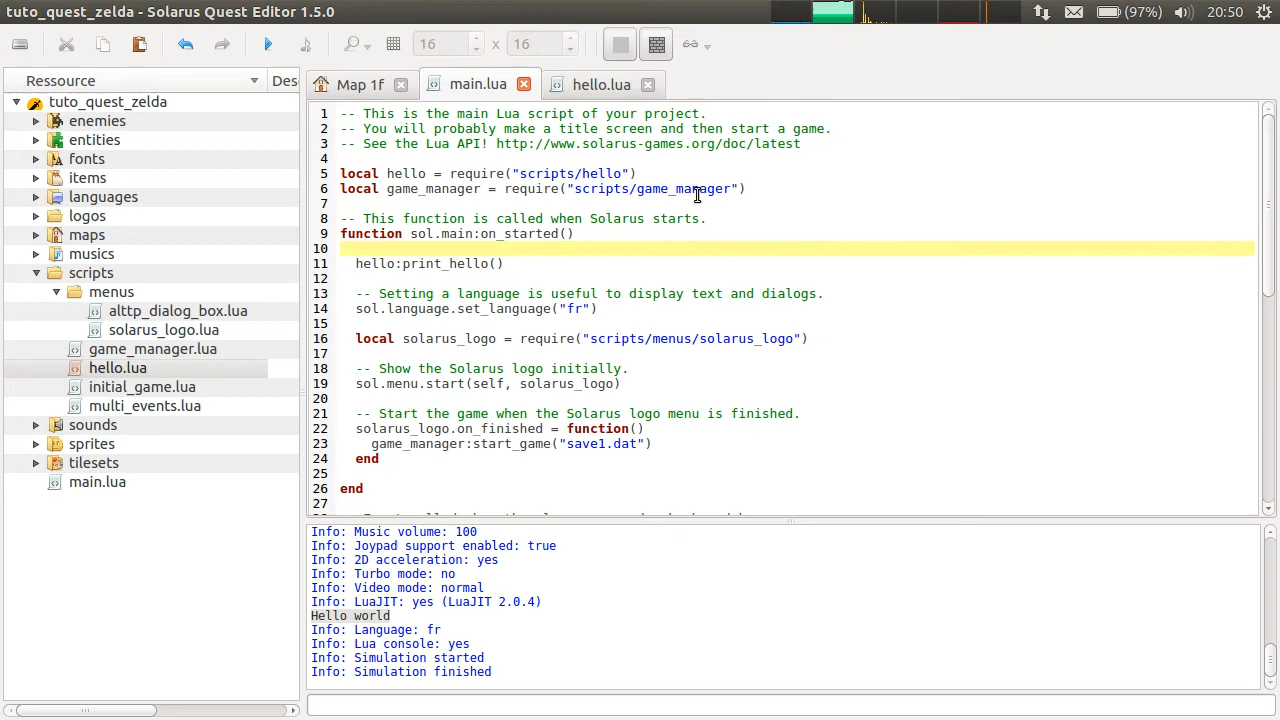 tuto_quest_zelda - Solarus Quest Editor 1.5.0
(97%)
20:50
16
x
16
Ressource
Des
tuto_quest_zelda
enemies
entities
fonts
items
languages
logos
maps
musics
scripts
menus
alttp_dialog_box.lua
solarus_logo.lua
game_manager.lua
hello.lua
initial_game.lua
multi_events.lua
sounds
sprites
tilesets
main.lua
Map 1f
main.lua
hello.lua
1 -- This is the main Lua script of your project.
2 -- You will probably make a title screen and then start a game.
3 -- See the Lua API! http://www.solarus-games.org/doc/latest
4
5 local hello = require("scripts/hello")
6 local game_manager = require("scripts/game_manager")
7
8 -- This function is called when Solarus starts.
9 function sol.main:on_started()
10
11 hello:print_hello()
12
13 -- Setting a language is useful to display text and dialogs.
14 sol.language.set_language("fr")
15
16 local solarus_logo = require("scripts/menus/solarus_logo")
17
18 -- Show the Solarus logo initially.
19 sol.menu.start(self, solarus_logo)
20
21 -- Start the game when the Solarus logo menu is finished.
22 solarus_logo.on_finished = function()
23 game_manager:start_game("save1.dat")
24 end
25
26 end
27
Info: Music volume: 100
Info: Joypad support enabled: true
Info: 2D acceleration: yes
Info: Turbo mode: no
Info: Video mode: normal
Info: LuaJIT: yes (LuaJIT 2.0.4)
Hello world
Info: Language: fr
Info: Lua console: yes
Info: Simulation started
Info: Simulation finished